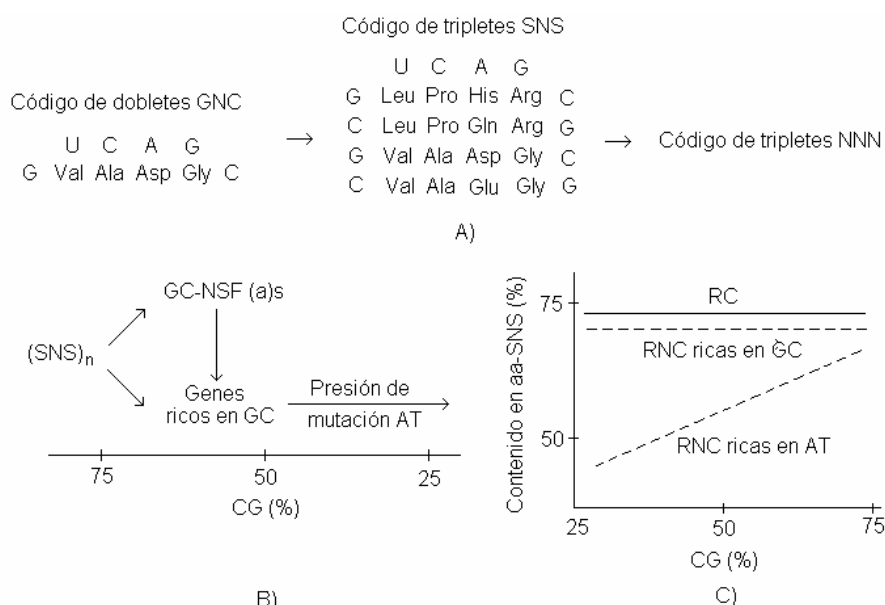 Código de tripletes SNS
U C A G
G Leu Pro His Arg C
C Leu Pro Gln Arg G
G Val Ala Asp Gly C
C Val Ala Glu Gly G
Código de dobletes GNC
U C A G
G Val Ala Asp Gly C
→
→ Código de tripletes NNN
A)
GC-NSF (a)s
(SNS)n
Genes
ricos en GC
Presión de
mutación AT
75 50 25
CG (%)
B)
Contenido en aa-SNS (%)
75
50
RC
RNC ricas en GC
RNC ricas en AT
25 50 75
CG (%)
C)